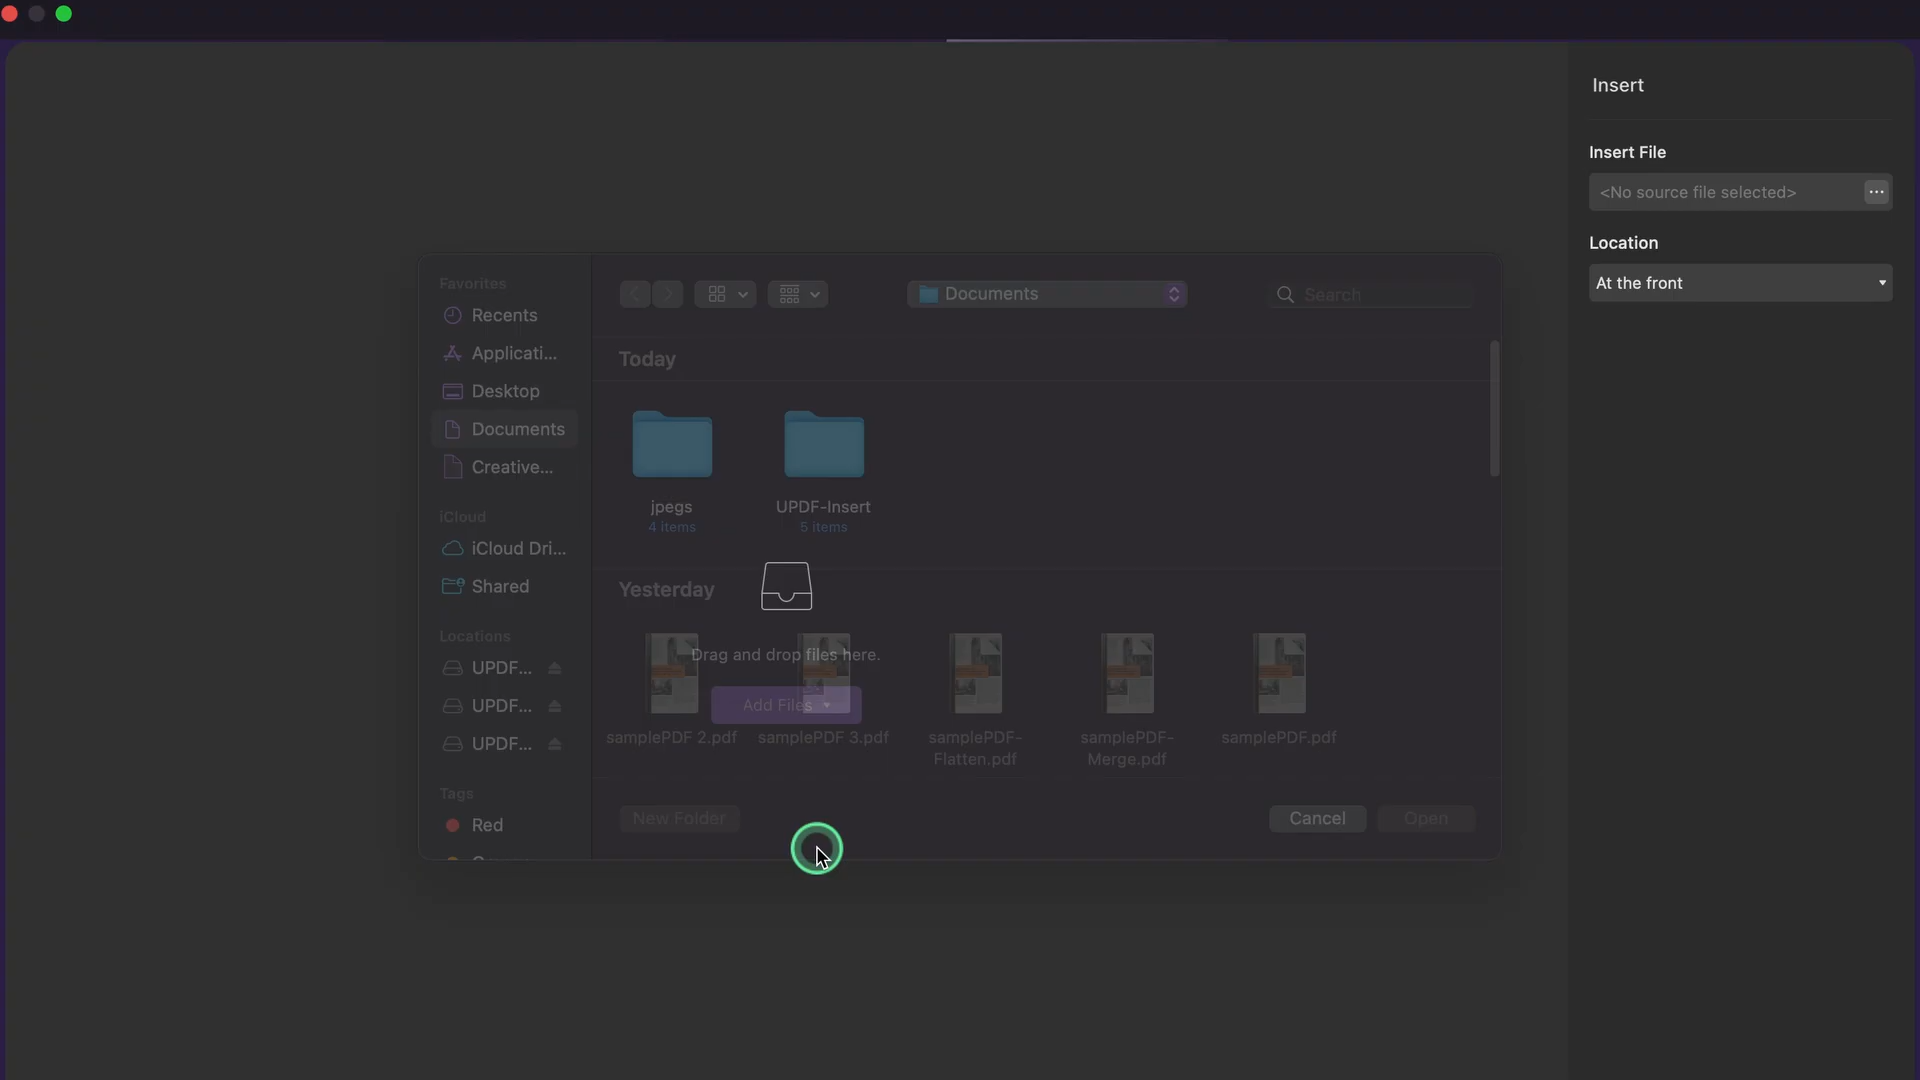 Insert
Insert File
<No source file selected>
Location
At the front
Favorites
Recents
Applicati...
Desktop
Documents
Creative...
iCloud
iCloud Dri...
Shared
Locations
UPDF...
UPDF...
UPDF...
Tags
Red
Documents
Search
Today
jpegs
4 items
UPDF-Insert
5 items
Yesterday
Drag and drop files here.
Add Files
samplePDF 2.pdf
samplePDF 3.pdf
samplePDF-
Flatten.pdf
samplePDF-
Merge.pdf
samplePDF.pdf
New Folder
Cancel
Open